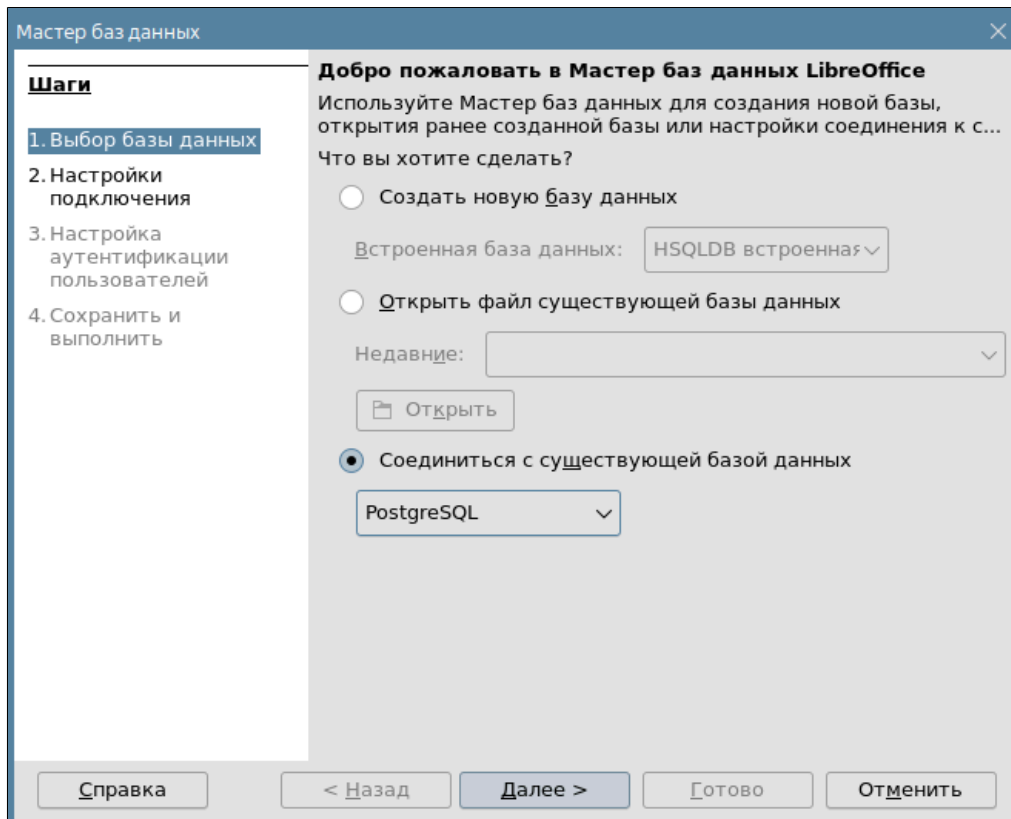 Мастер баз данных
Шаги
1. Выбор базы данных
2. Настройки
подключения
3. Настройка
аутентификации
пользователей
4. Сохранить и
выполнить
Добро пожаловать в Мастер баз данных LibreOffice
Используйте Мастер баз данных для создания новой базы,
открытия ранее созданной базы или настройки соединения к с...
Что вы хотите сделать?
Создать новую базу данных
Встроенная база данных: HSQLDB встроенная
Открыть файл существующей базы данных
Недавние:
Открыть
Соединиться с существующей базой данных
PostgreSQL
Справка < Назад Далее > Готово Отменить